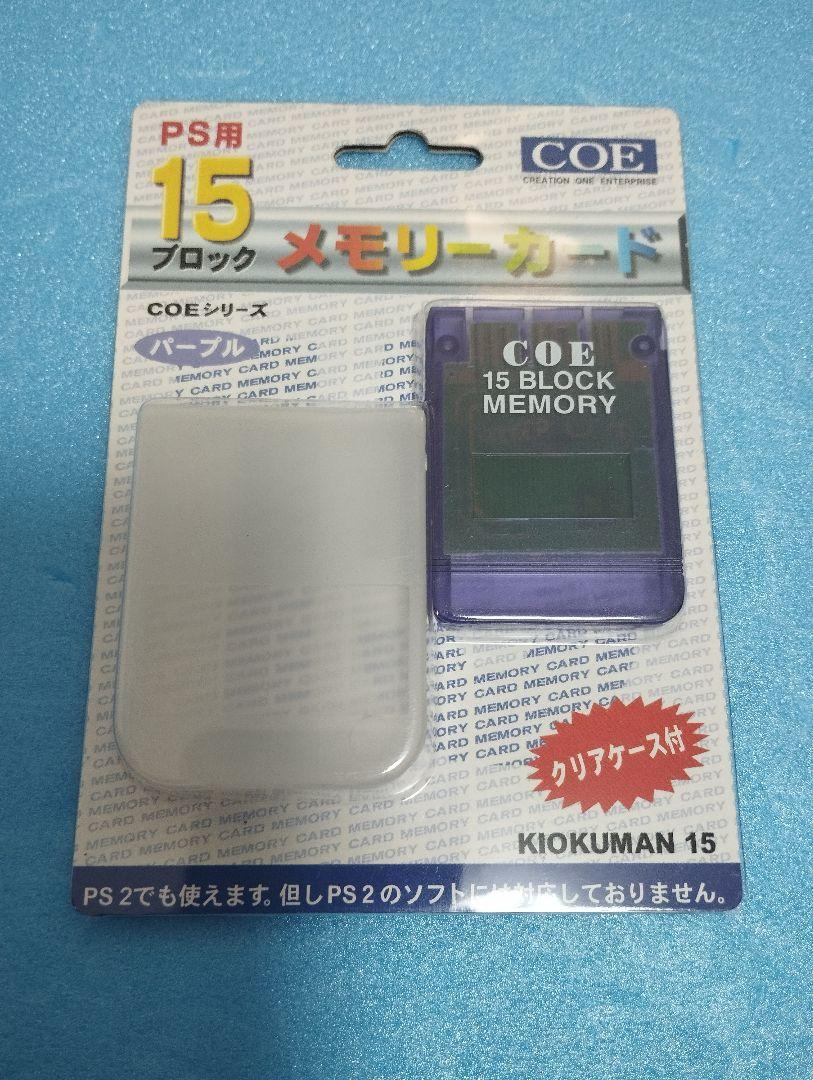 PS用
15
ブロック
メモリーカード
COE
CREATION ONE ENTERPRISE
COEシリーズ
パープル
COE
15 BLOCK
MEMORY
クリアケース付
KIOKUMAN 15
PS2でも使えます。但しPS2のソフトには対応しておりません。